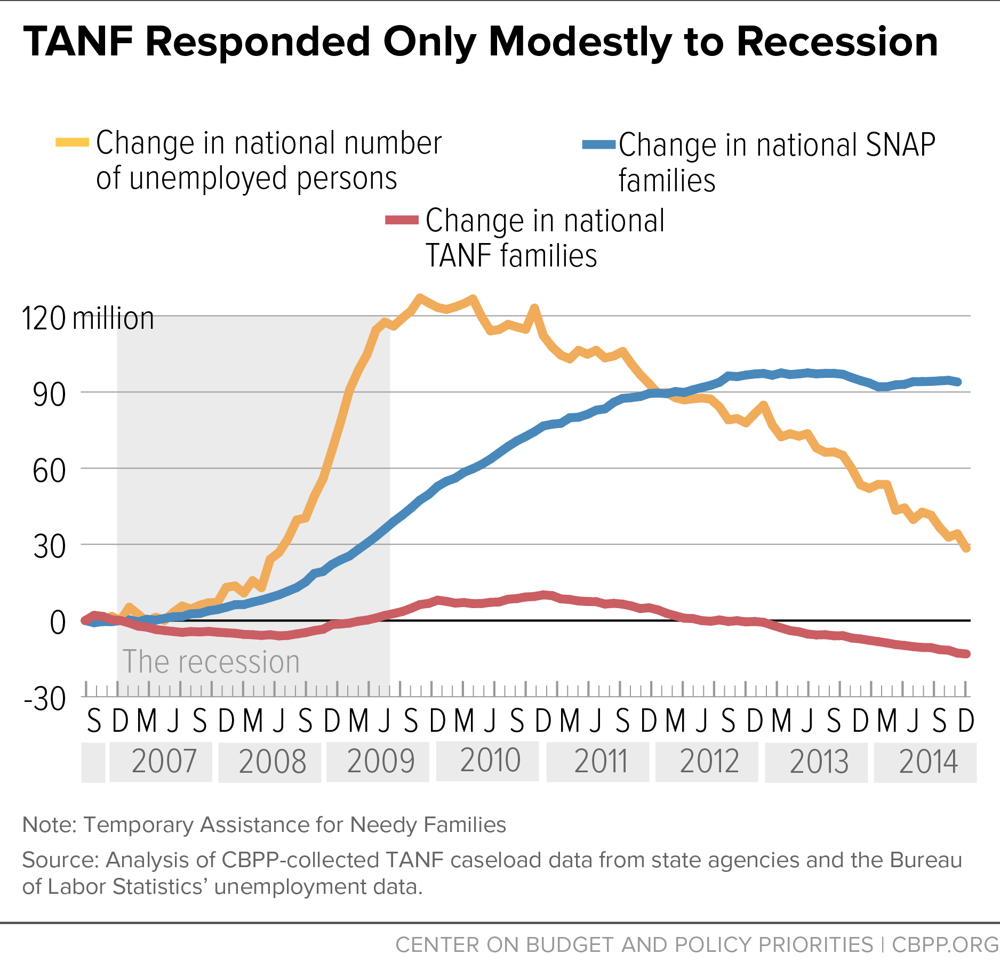 TANF Responded Only Modestly to Recession
Change in national number
of unemployed persons
Change in national SNAP
families
Change in national
TANF families
120 million
90
60
30
0
The recession
-30
S D M J S D M J S D M J S D M J S D M J S D M J S D M J S D
2007 2008 2009 2010 2011 2012 2013 2014
Note: Temporary Assistance for Needy Families
Source: Analysis of CBPP-collected TANF caseload data from state agencies and the Bureau
of Labor Statistics’ unemployment data.
CENTER ON BUDGET AND POLICY PRIORITIES | CBPP.ORG